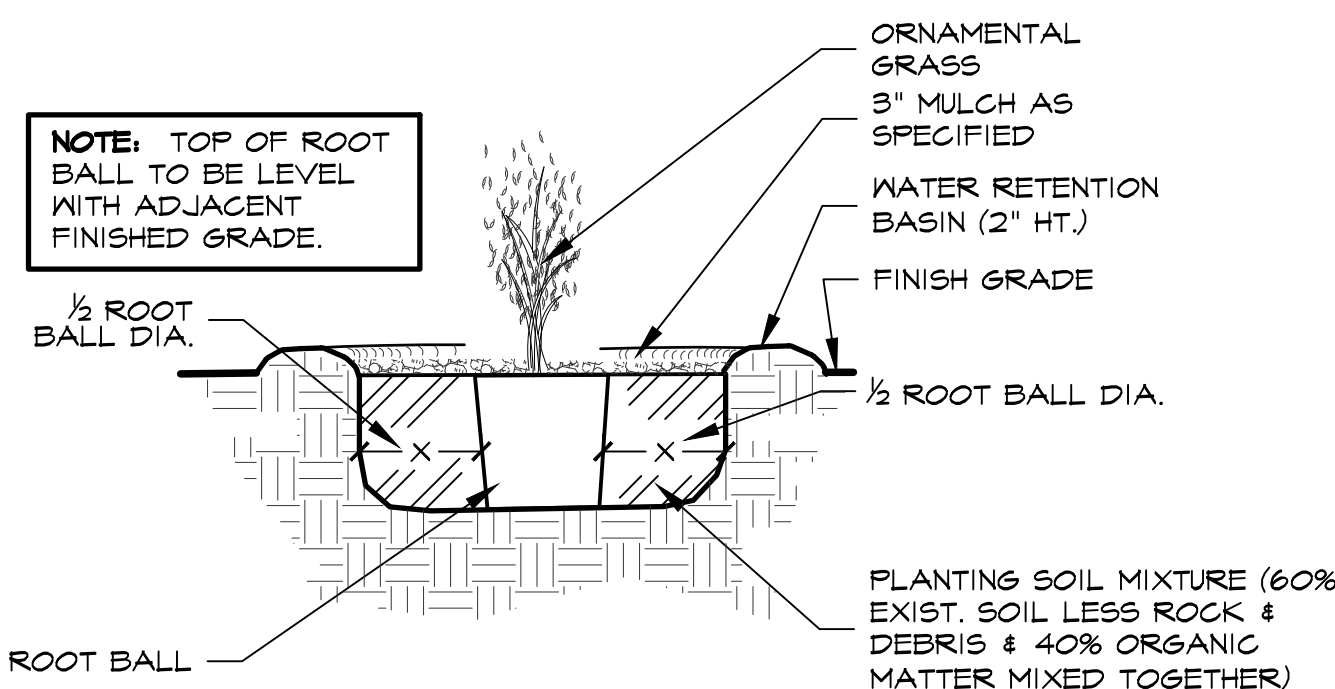 ORNAMENTAL
GRASS
3" MULCH AS
SPECIFIED
NOTE: TOP OF ROOT
BALL TO BE LEVEL
WITH ADJACENT
FINISHED GRADE.
WATER RETENTION
BASIN (2" HT.)
FINISH GRADE
½ ROOT
BALL DIA.
½ ROOT BALL DIA.
X
X
PLANTING SOIL MIXTURE (60%
EXIST. SOIL LESS ROCK &
DEBRIS & 40% ORGANIC
MATTER MIXED TOGETHER)
ROOT BALL